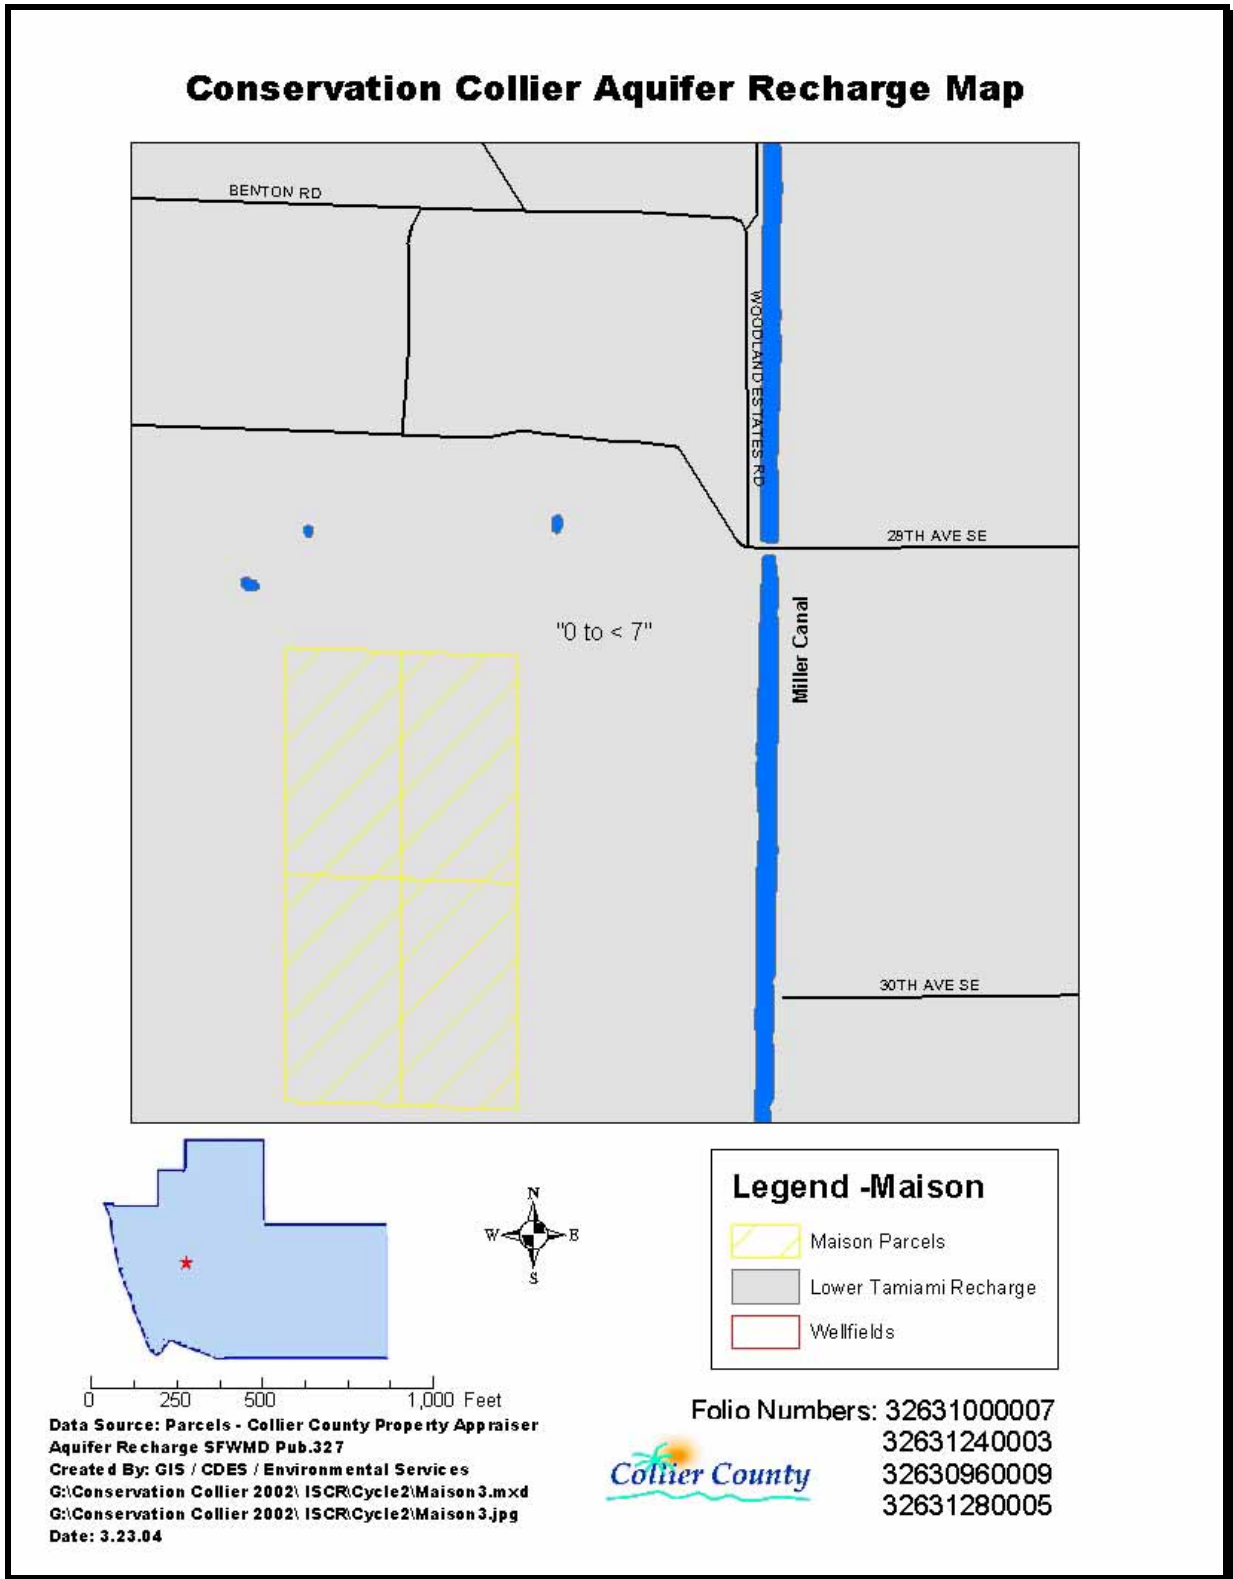 Conservation Collier Aquifer Recharge Map
BENTON RD
WOODLAND ESTATES RD
28TH AVE SE
"0 to < 7"
Miller Canal
30TH AVE SE
N
W E
S
Legend -Maison
Maison Parcels
Lower Tamiami Recharge
Wellfields
0 250 500 1,000 Feet
Data Source: Parcels - Collier County Property Appraiser
Aquifer Recharge SFWMD Pub.327
Created By: GIS / CDES / Environmental Services
G:\Conservation Collier 2002\ ISCR\Cycle2\Maison3.mxd
G:\Conservation Collier 2002\ ISCR\Cycle2\Maison3.jpg
Date: 3.23.04
Collier County
Folio Numbers: 32631000007
32631240003
32630960009
32631280005